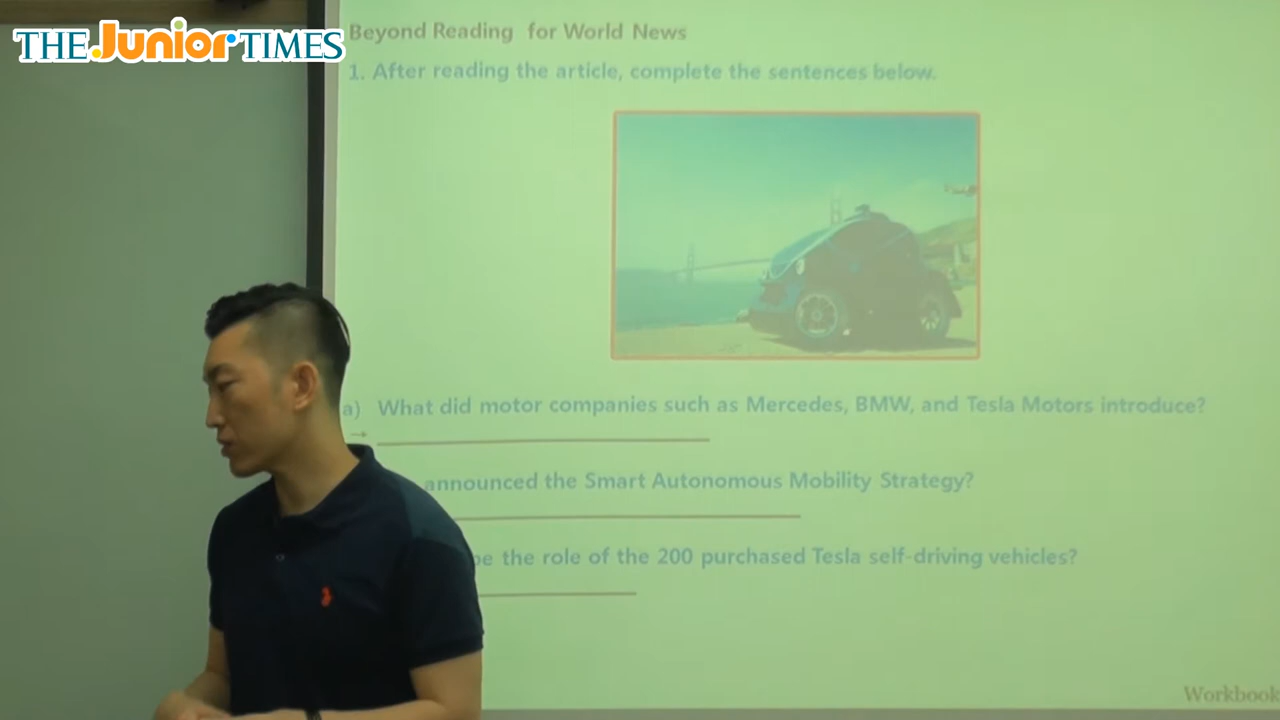 THE Junior TIMES
Beyond Reading for World News
1. After reading the article, complete the sentences below.
a) What did motor companies such as Mercedes, BMW, and Tesla Motors introduce?
→
announced the Smart Autonomous Mobility Strategy?
be the role of the 200 purchased Tesla self-driving vehicles?
Workbook